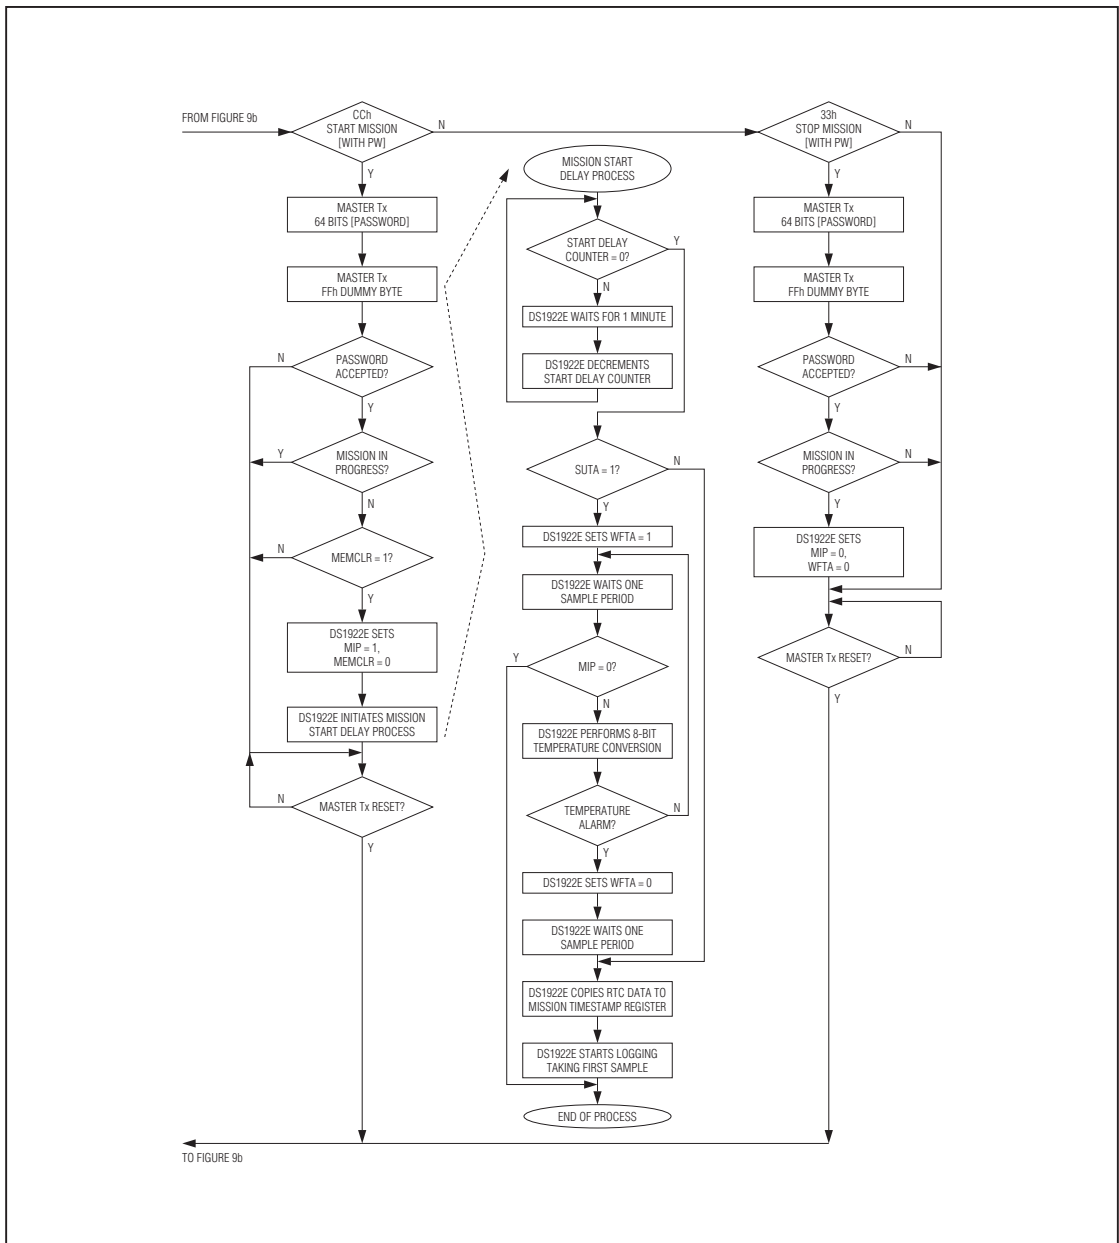 FROM FIGURE 9b
CCh
START MISSION
[WITH PW]
N
Y
MASTER Tx
64 BITS [PASSWORD]
MASTER Tx
FFh DUMMY BYTE
N
PASSWORD
ACCEPTED?
Y
Y
MISSION IN
PROGRESS?
N
N
MEMCLR = 1?
Y
DS1922E SETS
MIP = 1,
MEMCLR = 0
DS1922E INITIATES MISSION
START DELAY PROCESS
N
MASTER Tx RESET?
Y
MISSION START
DELAY PROCESS
START DELAY
COUNTER = 0?
Y
N
DS1922E WAITS FOR 1 MINUTE
DS1922E DECREMENTS
START DELAY COUNTER
SUTA = 1?
N
Y
DS1922E SETS WFTA = 1
DS1922E WAITS ONE
SAMPLE PERIOD
Y
MIP = 0?
N
DS1922E PERFORMS 8-BIT
TEMPERATURE CONVERSION
TEMPERATURE
ALARM?
N
Y
DS1922E SETS WFTA = 0
DS1922E WAITS ONE
SAMPLE PERIOD
DS1922E COPIES RTC DATA TO
MISSION TIMESTAMP REGISTER
DS1922E STARTS LOGGING
TAKING FIRST SAMPLE
END OF PROCESS
33h
STOP MISSION
[WITH PW]
N
Y
MASTER Tx
64 BITS [PASSWORD]
MASTER Tx
FFh DUMMY BYTE
PASSWORD
ACCEPTED?
N
Y
MISSION IN
PROGRESS?
N
Y
DS1922E SETS
MIP = 0,
WFTA = 0
MASTER Tx RESET?
N
Y
TO FIGURE 9b